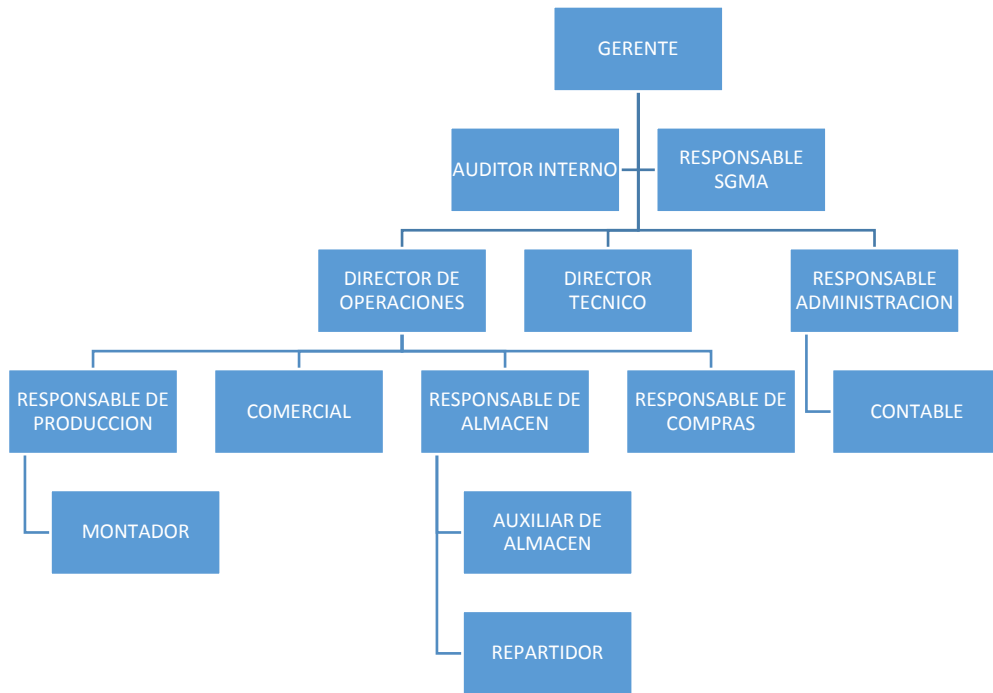 GERENTE
AUDITOR INTERNO
RESPONSABLE
SGMA
DIRECTOR DE
OPERACIONES
DIRECTOR
TECNICO
RESPONSABLE
ADMINISTRACION
RESPONSABLE DE
PRODUCCION
COMERCIAL
RESPONSABLE DE
ALMACEN
RESPONSABLE DE
COMPRAS
CONTABLE
MONTADOR
AUXILIAR DE
ALMACEN
REPARTIDOR